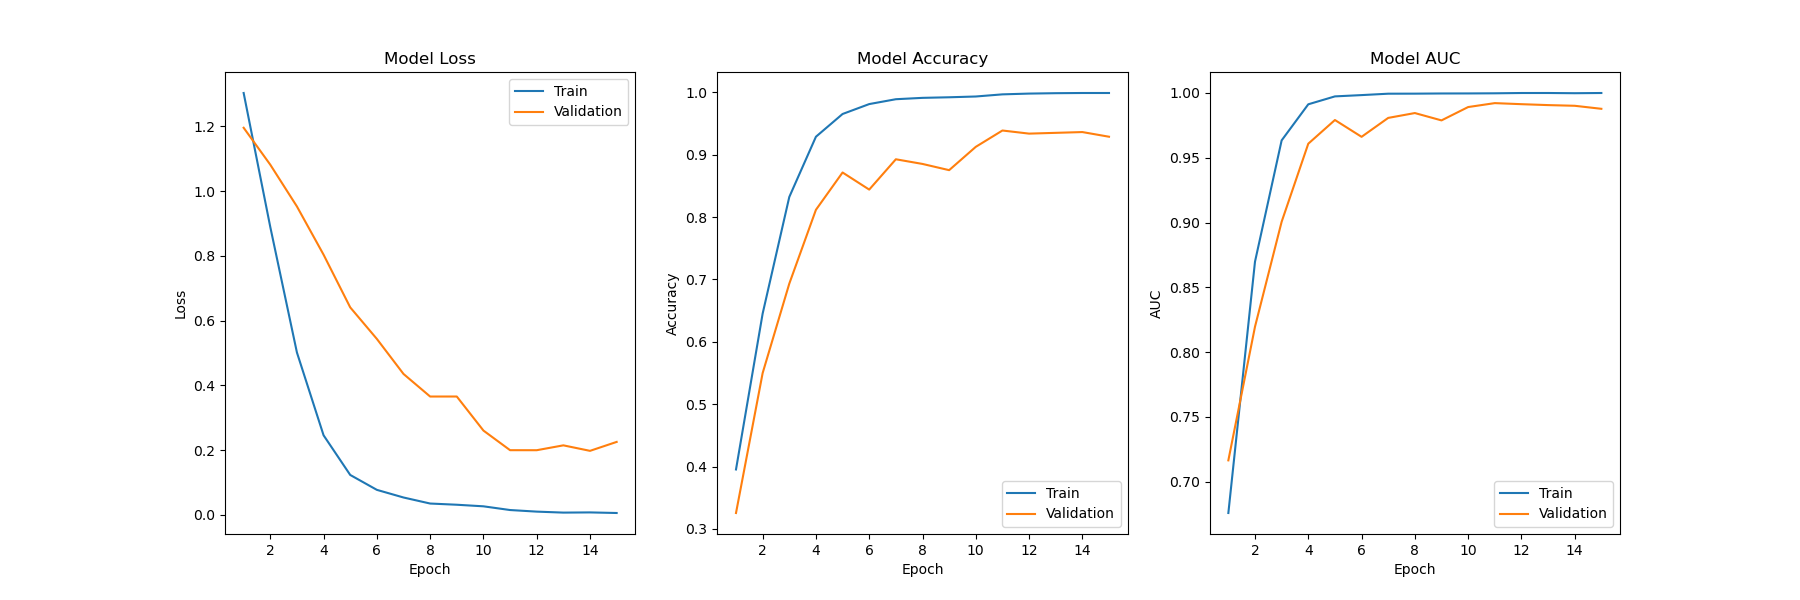 Model Loss
Train
Validation
1.2
1.0
0.8
0.6
0.4
0.2
0.0
Loss
2 4 6 8 10 12 14
Epoch
Model Accuracy
1.0
0.9
0.8
0.7
0.6
0.5
0.4
0.3
Accuracy
Train
Validation
2 4 6 8 10 12 14
Epoch
Model AUC
1.00
0.95
0.90
0.85
0.80
0.75
0.70
AUC
Train
Validation
2 4 6 8 10 12 14
Epoch